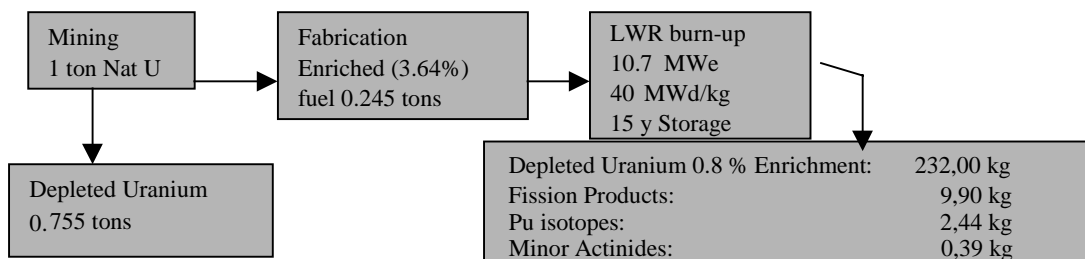 Mining
1 ton Nat U
Fabrication
Enriched (3.64%)
fuel 0.245 tons
LWR burn-up
10.7 MWe
40 MWd/kg
15 y Storage
Depleted Uranium
0.755 tons
Depleted Uranium 0.8 % Enrichment: 232,00 kg
Fission Products: 9,90 kg
Pu isotopes: 2,44 kg
Minor Actinides: 0,39 kg